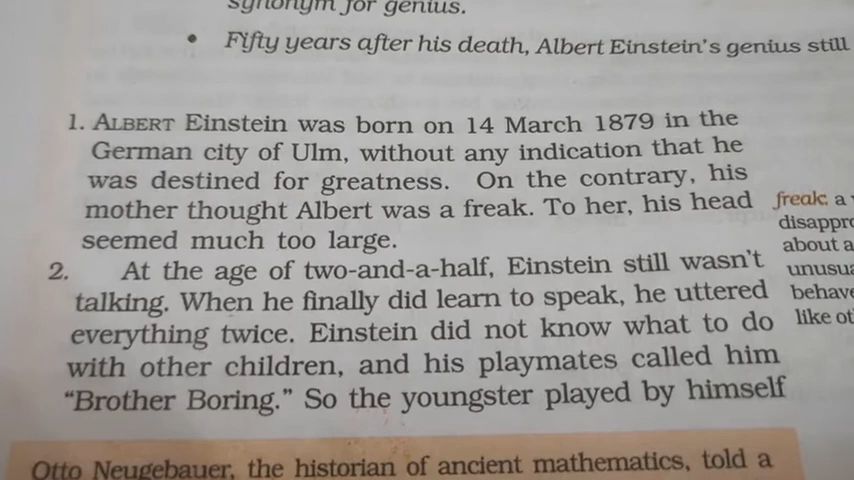 synonym for genius.
• Fifty years after his death, Albert Einstein's genius still
1. ALBERT Einstein was born on 14 March 1879 in the
German city of Ulm, without any indication that he
was destined for greatness. On the contrary, his
mother thought Albert was a freak. To her, his head
seemed much too large.
freak: a
disappro
about a
unusua
behave
like ot
2. At the age of two-and-a-half, Einstein still wasn't
talking. When he finally did learn to speak, he uttered
everything twice. Einstein did not know what to do
with other children, and his playmates called him
"Brother Boring." So the youngster played by himself
Otto Neugebauer, the historian of ancient mathematics, told a